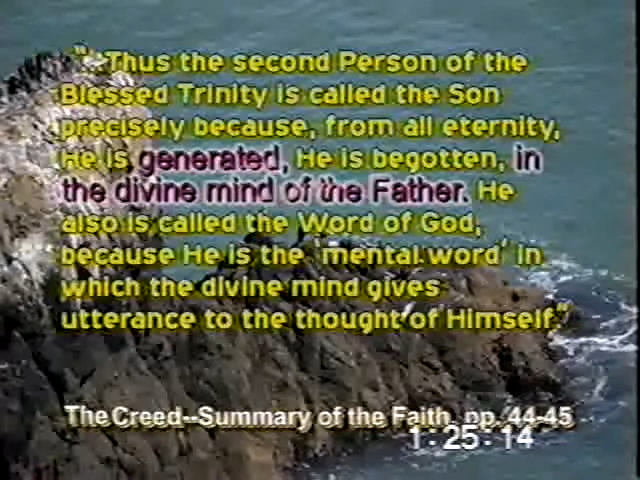 "...Thus the second Person of the
Blessed Trinity is called the Son
precisely because, from all eternity,
He is generated, He is begotten, in
the divine mind of the Father. He
also is called the Word of God,
because He is the 'mental word' in
which the divine mind gives
utterance to the thought of Himself."
The Creed--Summary of the Faith, pp. 44-45
1:25:14